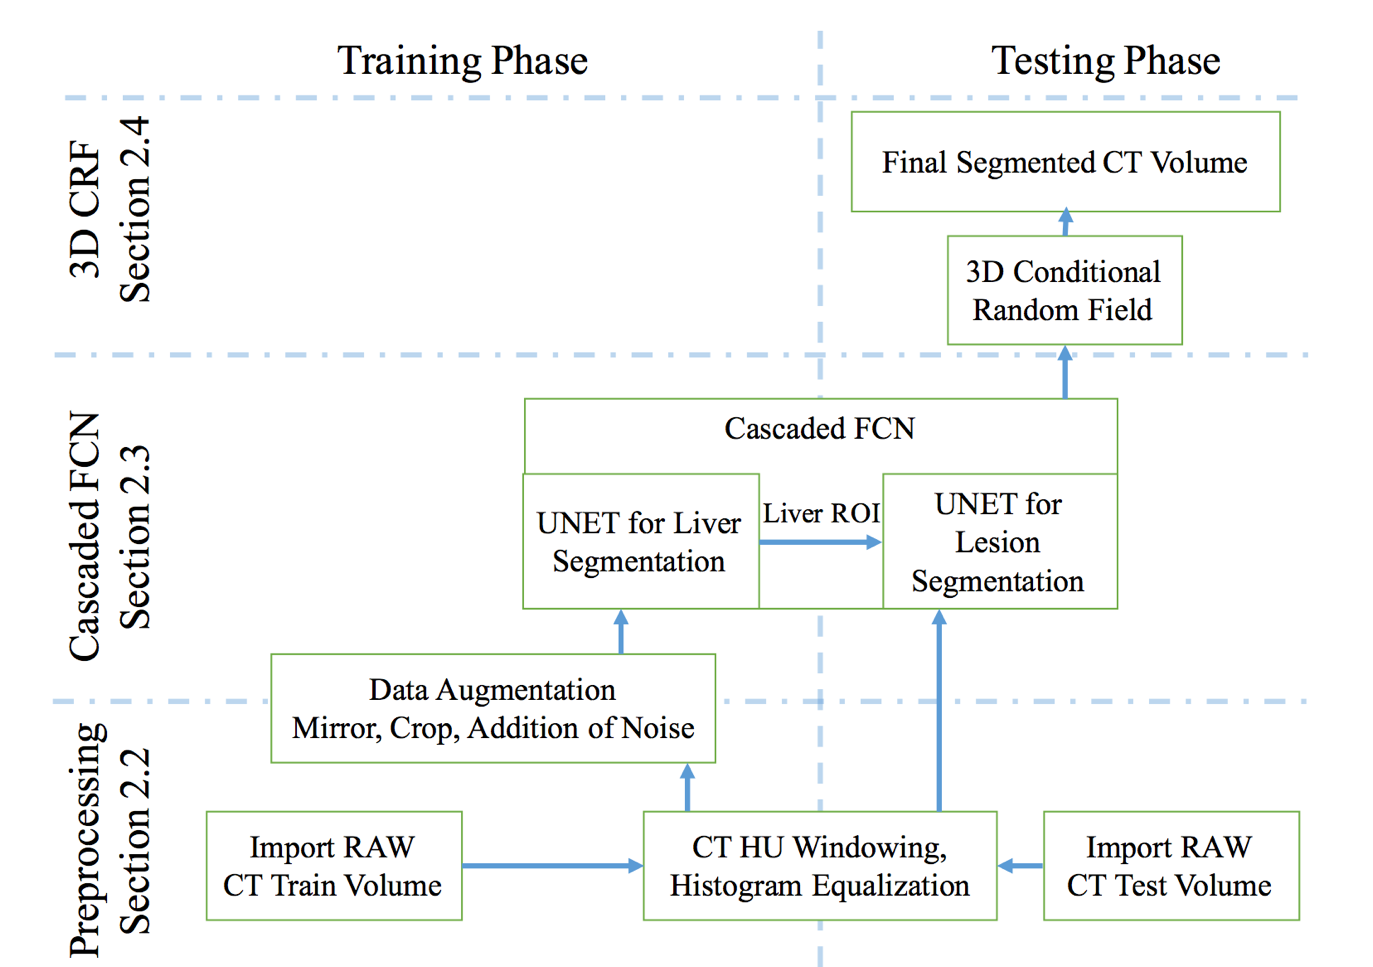 Training Phase
Testing Phase
3D CRF
Section 2.4
Final Segmented CT Volume
3D Conditional
Random Field
Cascaded FCN
Section 2.3
Cascaded FCN
UNET for Liver
Segmentation
Liver ROI
UNET for
Lesion
Segmentation
Data Augmentation
Mirror, Crop, Addition of Noise
Preprocessing
Section 2.2
Import RAW
CT Train Volume
CT HU Windowing,
Histogram Equalization
Import RAW
CT Test Volume